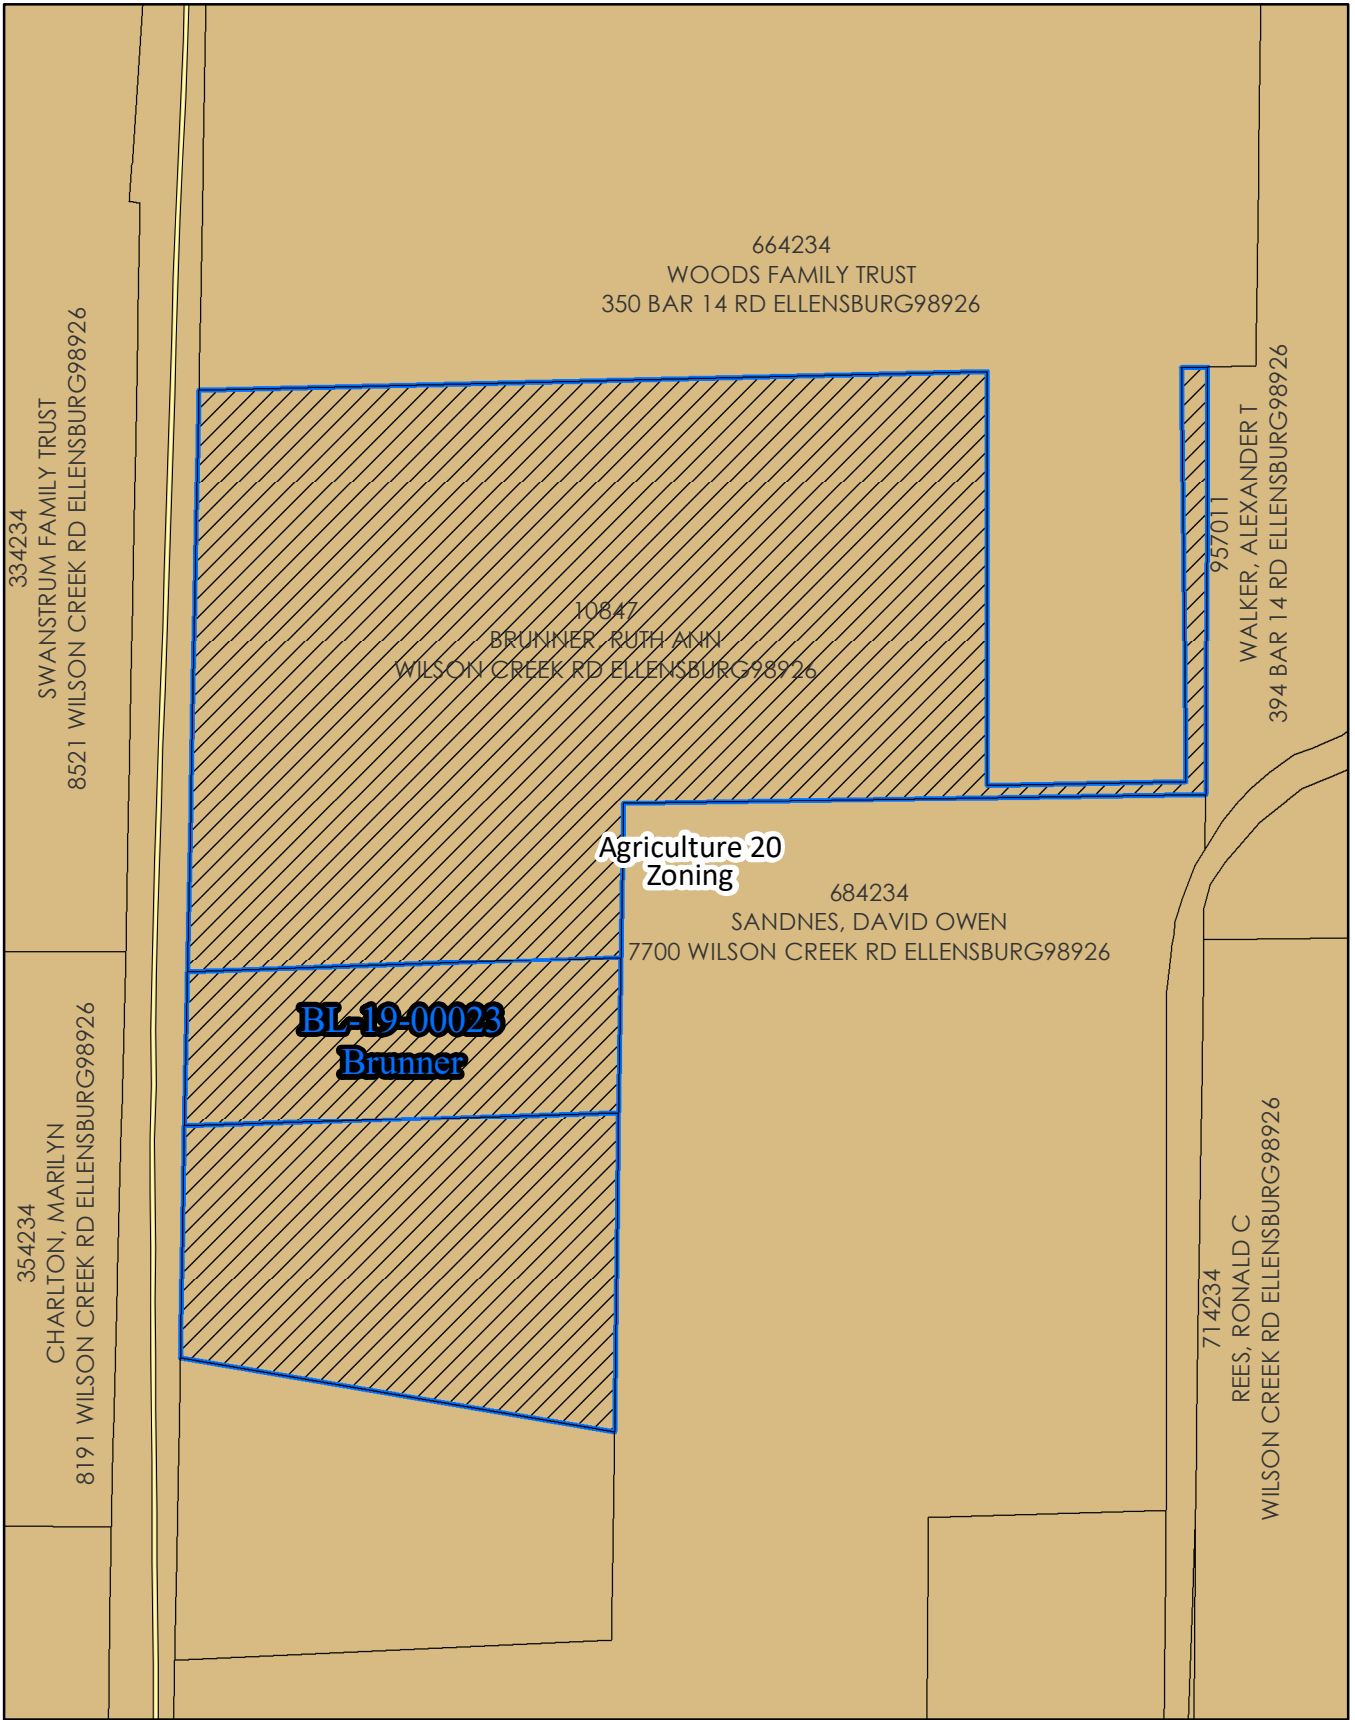 664234
WOODS FAMILY TRUST
350 BAR 14 RD ELLENSBURG98926
334234
SWANSTRUM FAMILY TRUST
8521 WILSON CREEK RD ELLENSBURG98926
957011
WALKER, ALEXANDER T
394 BAR 14 RD ELLENSBURG98926
10847
BRUNNER, RUTH ANN
WILSON CREEK RD ELLENSBURG98926
Agriculture 20
Zoning
684234
SANDNES, DAVID OWEN
7700 WILSON CREEK RD ELLENSBURG98926
BL-19-00023
Brunner
354234
CHARLTON, MARILYN
8191 WILSON CREEK RD ELLENSBURG98926
714234
REES, RONALD C
WILSON CREEK RD ELLENSBURG98926